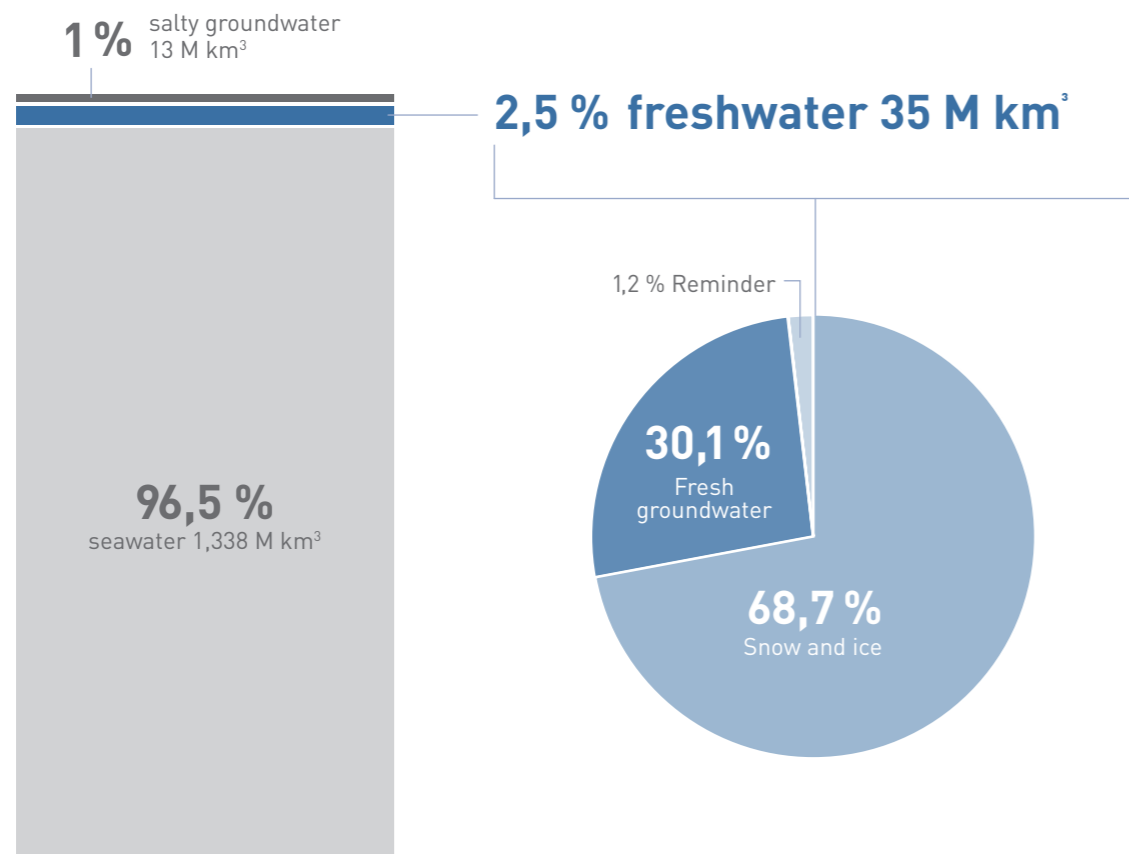 1 %
salty groundwater
13 M km³
2,5 % freshwater 35 M km³
1,2 % Reminder
30,1 %
Fresh
groundwater
96,5 %
seawater 1,338 M km³
68,7 %
Snow and ice